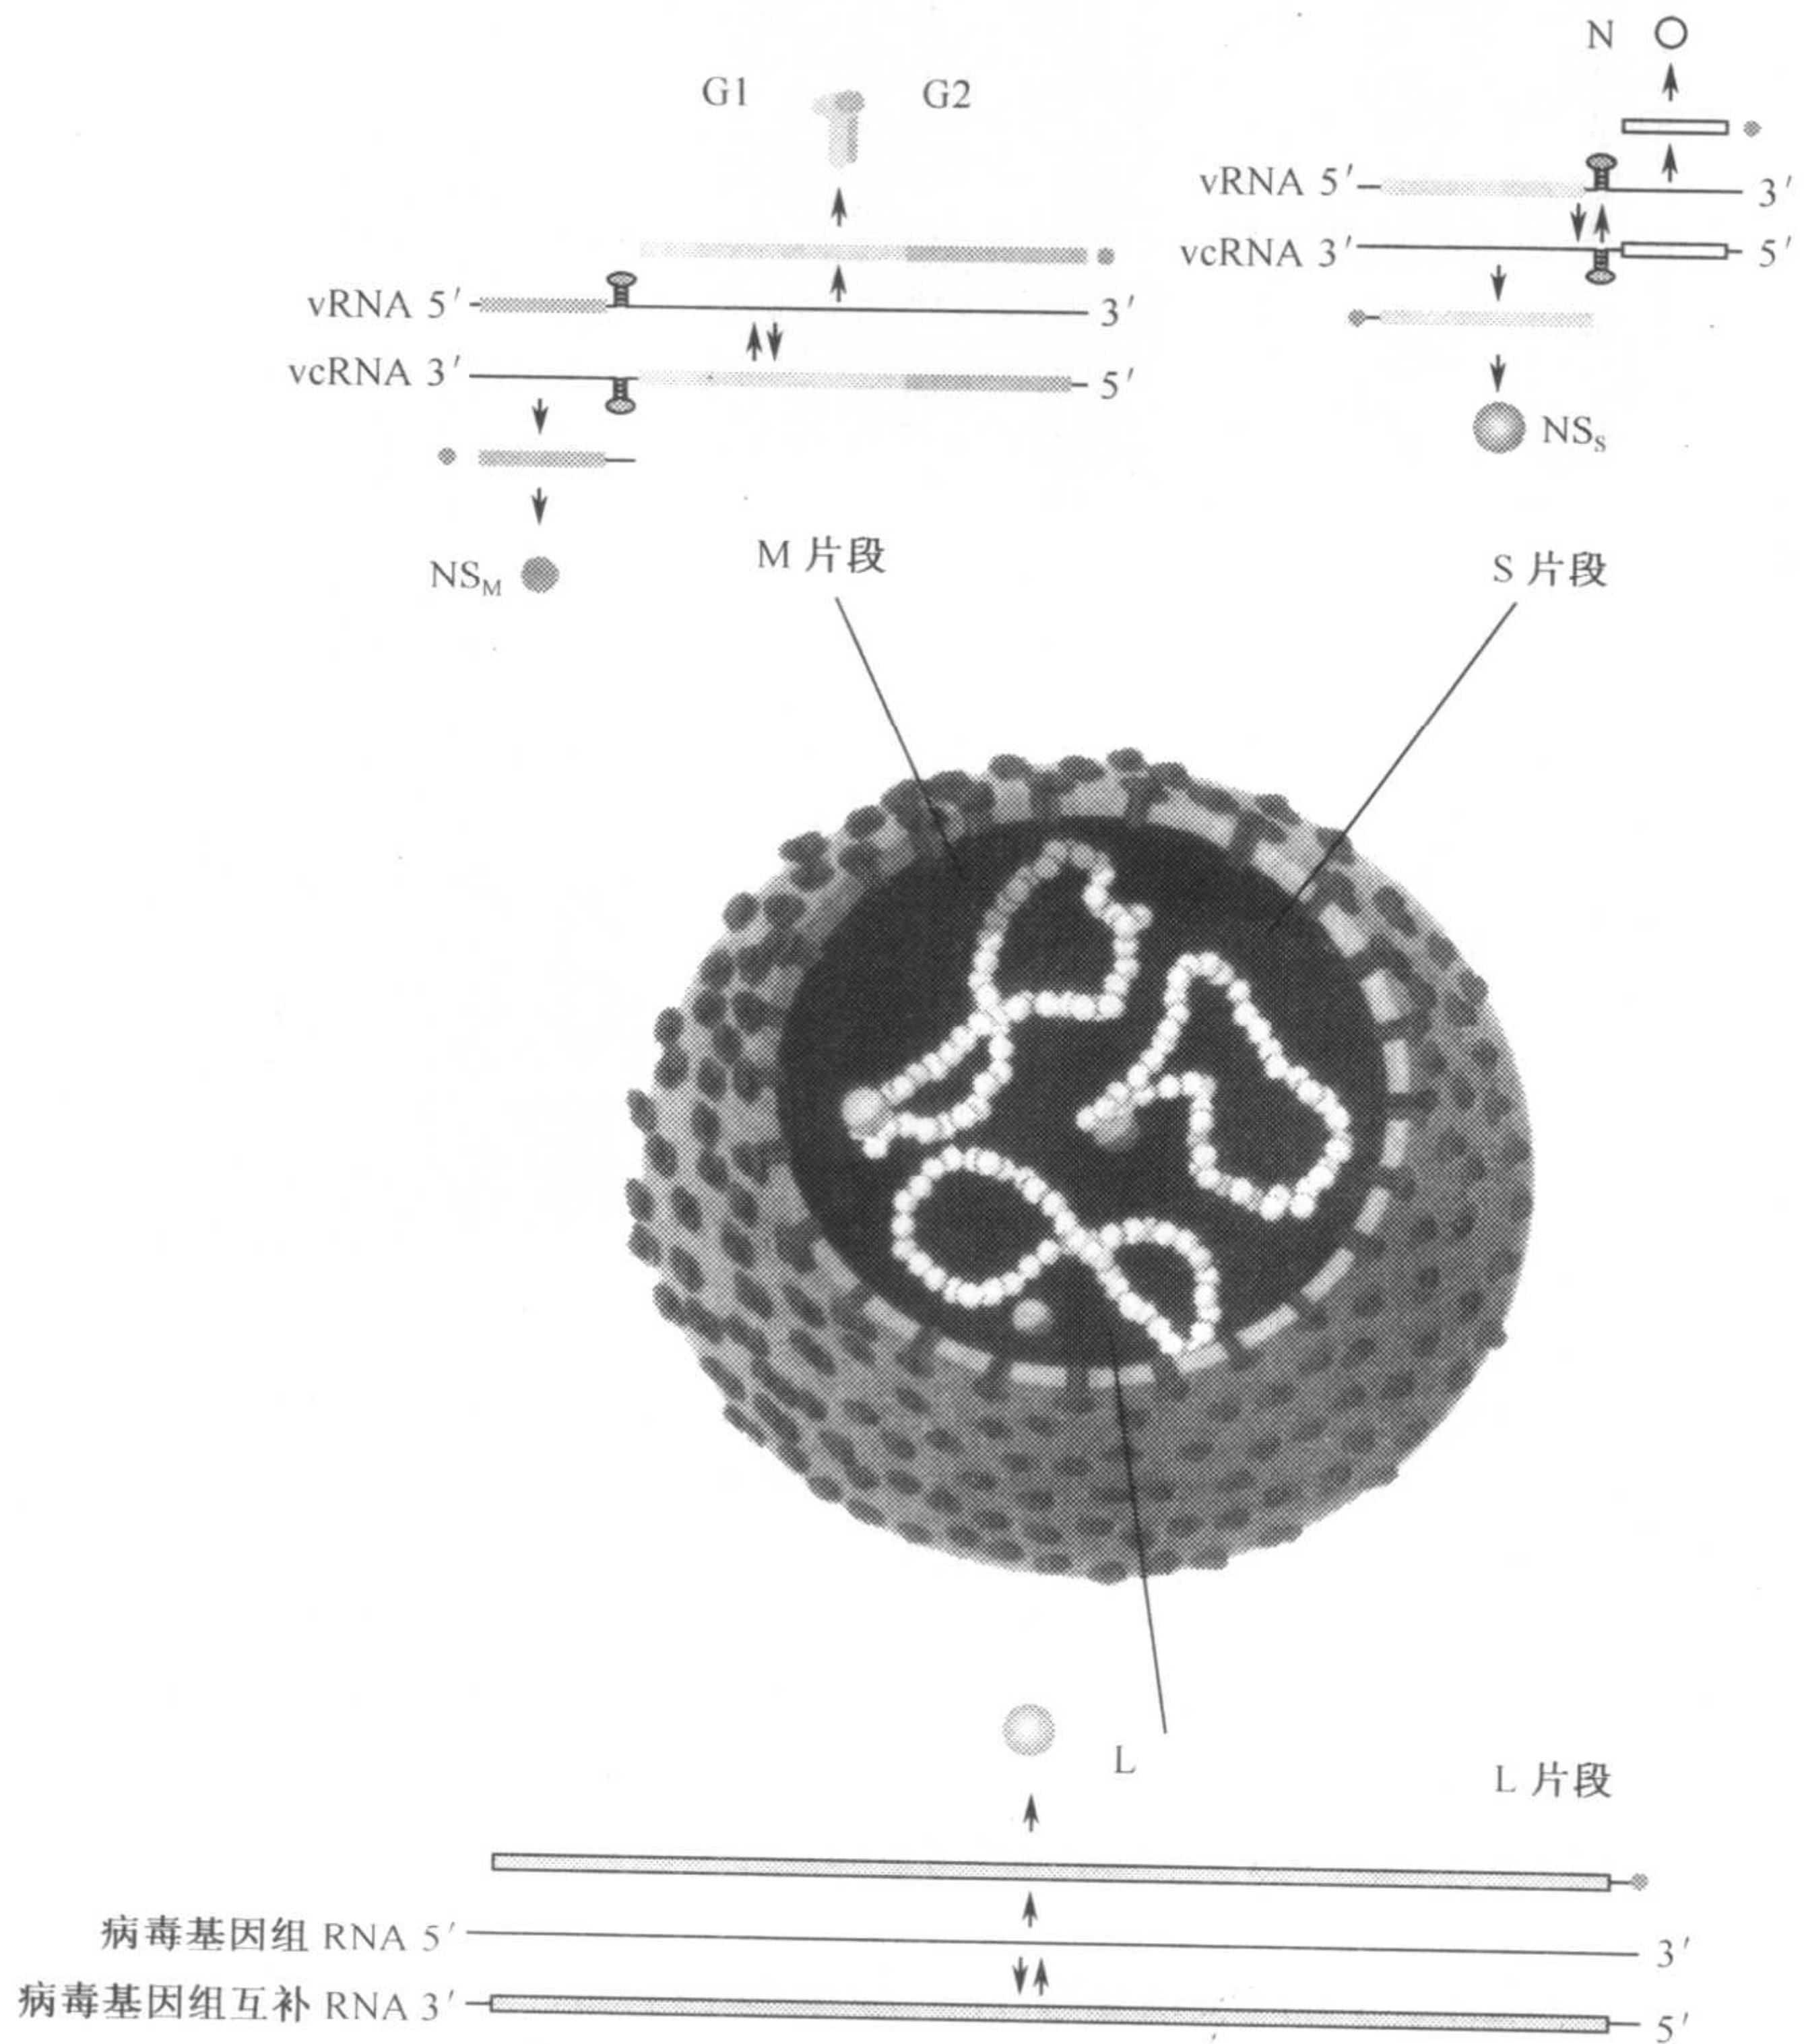 N
G1 G2
vRNA 5′ 3′
vcRNA 3′ 5′
vRNA 5′ 3′
vcRNA 3′ 5′
NSS
NSM
M 片段
S 片段
L
L 片段
病毒基因组 RNA 5′ 3′
病毒基因组互补 RNA 3′ 5′